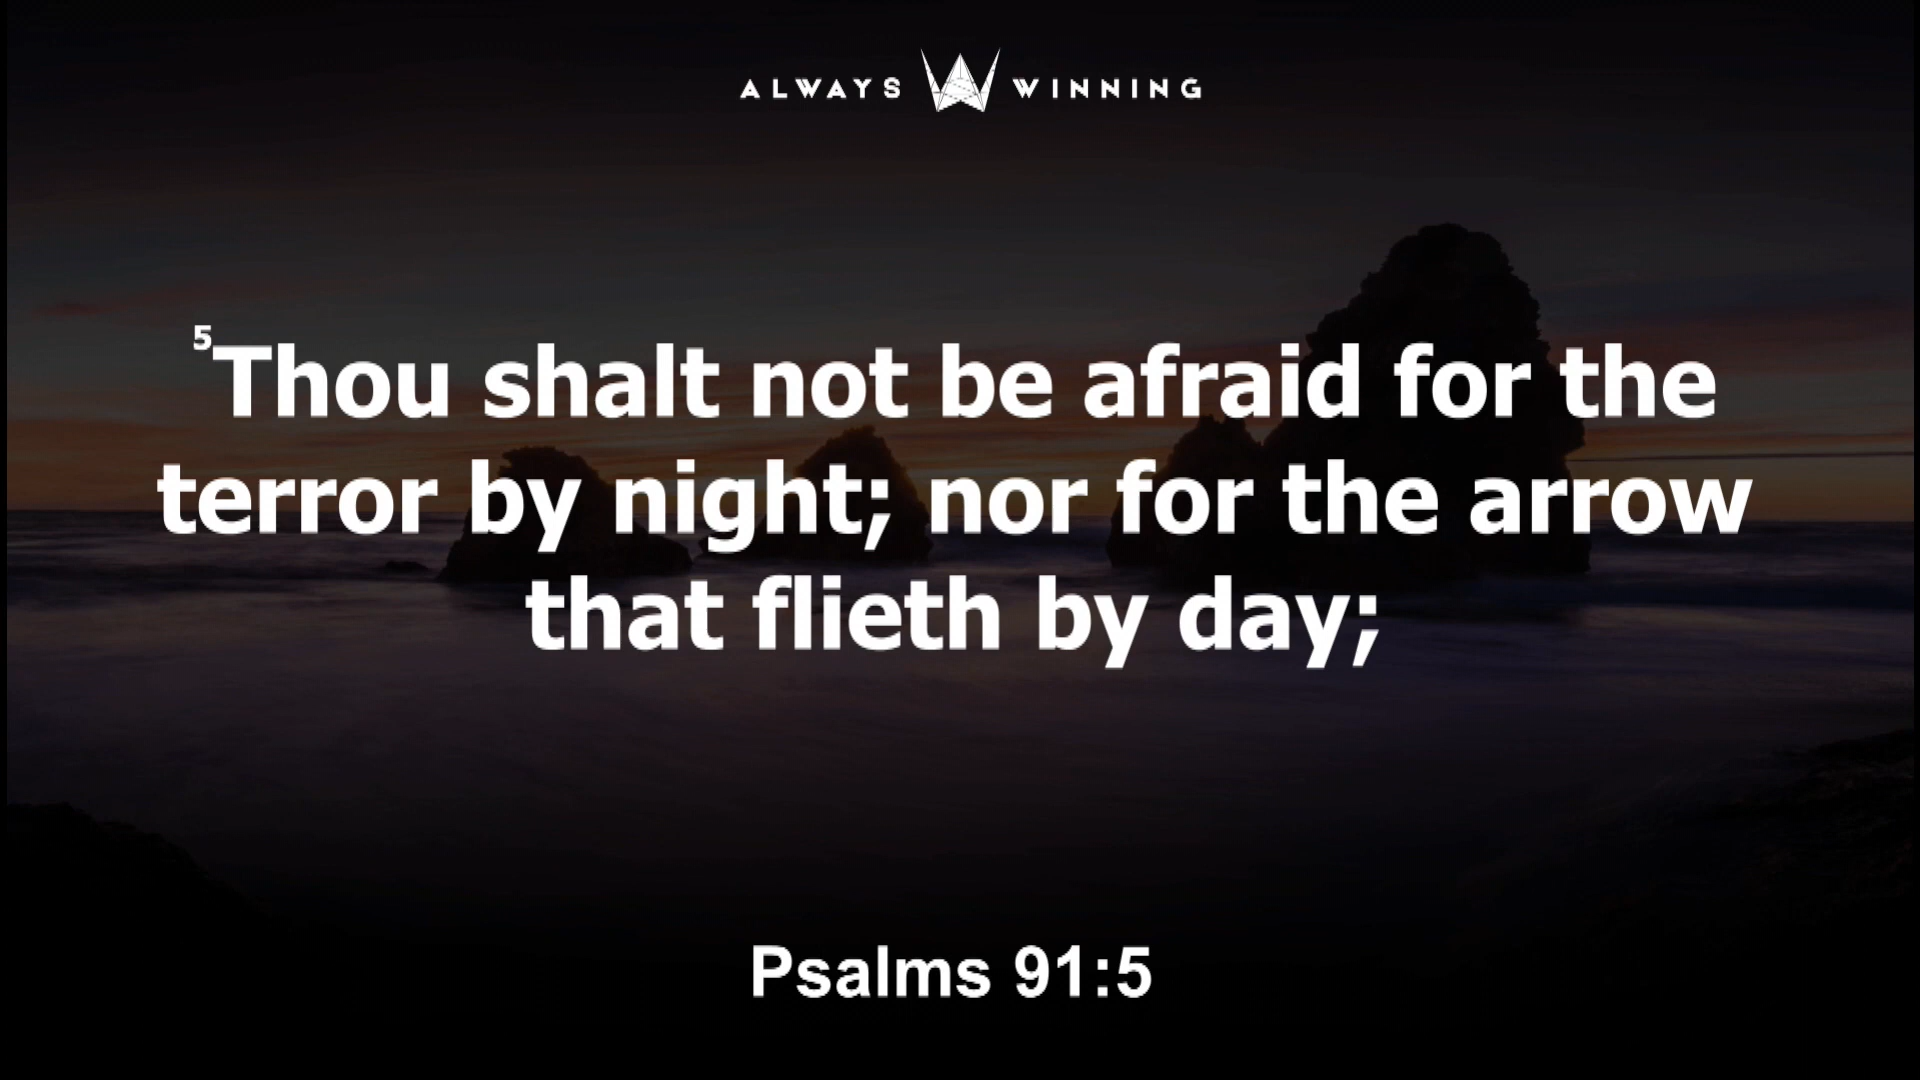 ALWAYS WINNING
5Thou shalt not be afraid for the
terror by night; nor for the arrow
that flieth by day;
Psalms 91:5